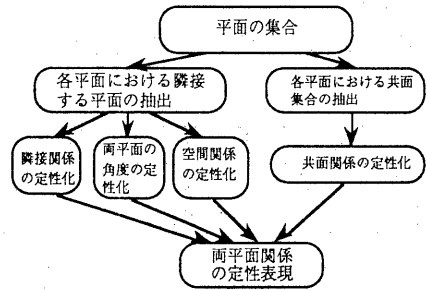 平面の集合
各平面における隣接
する平面の抽出
各平面における共面
集合の抽出
隣接関係
の定性化
両平面の
角度の定
性化
空間関係
の定性化
共面関係の定性化
両平面関係
の定性表現